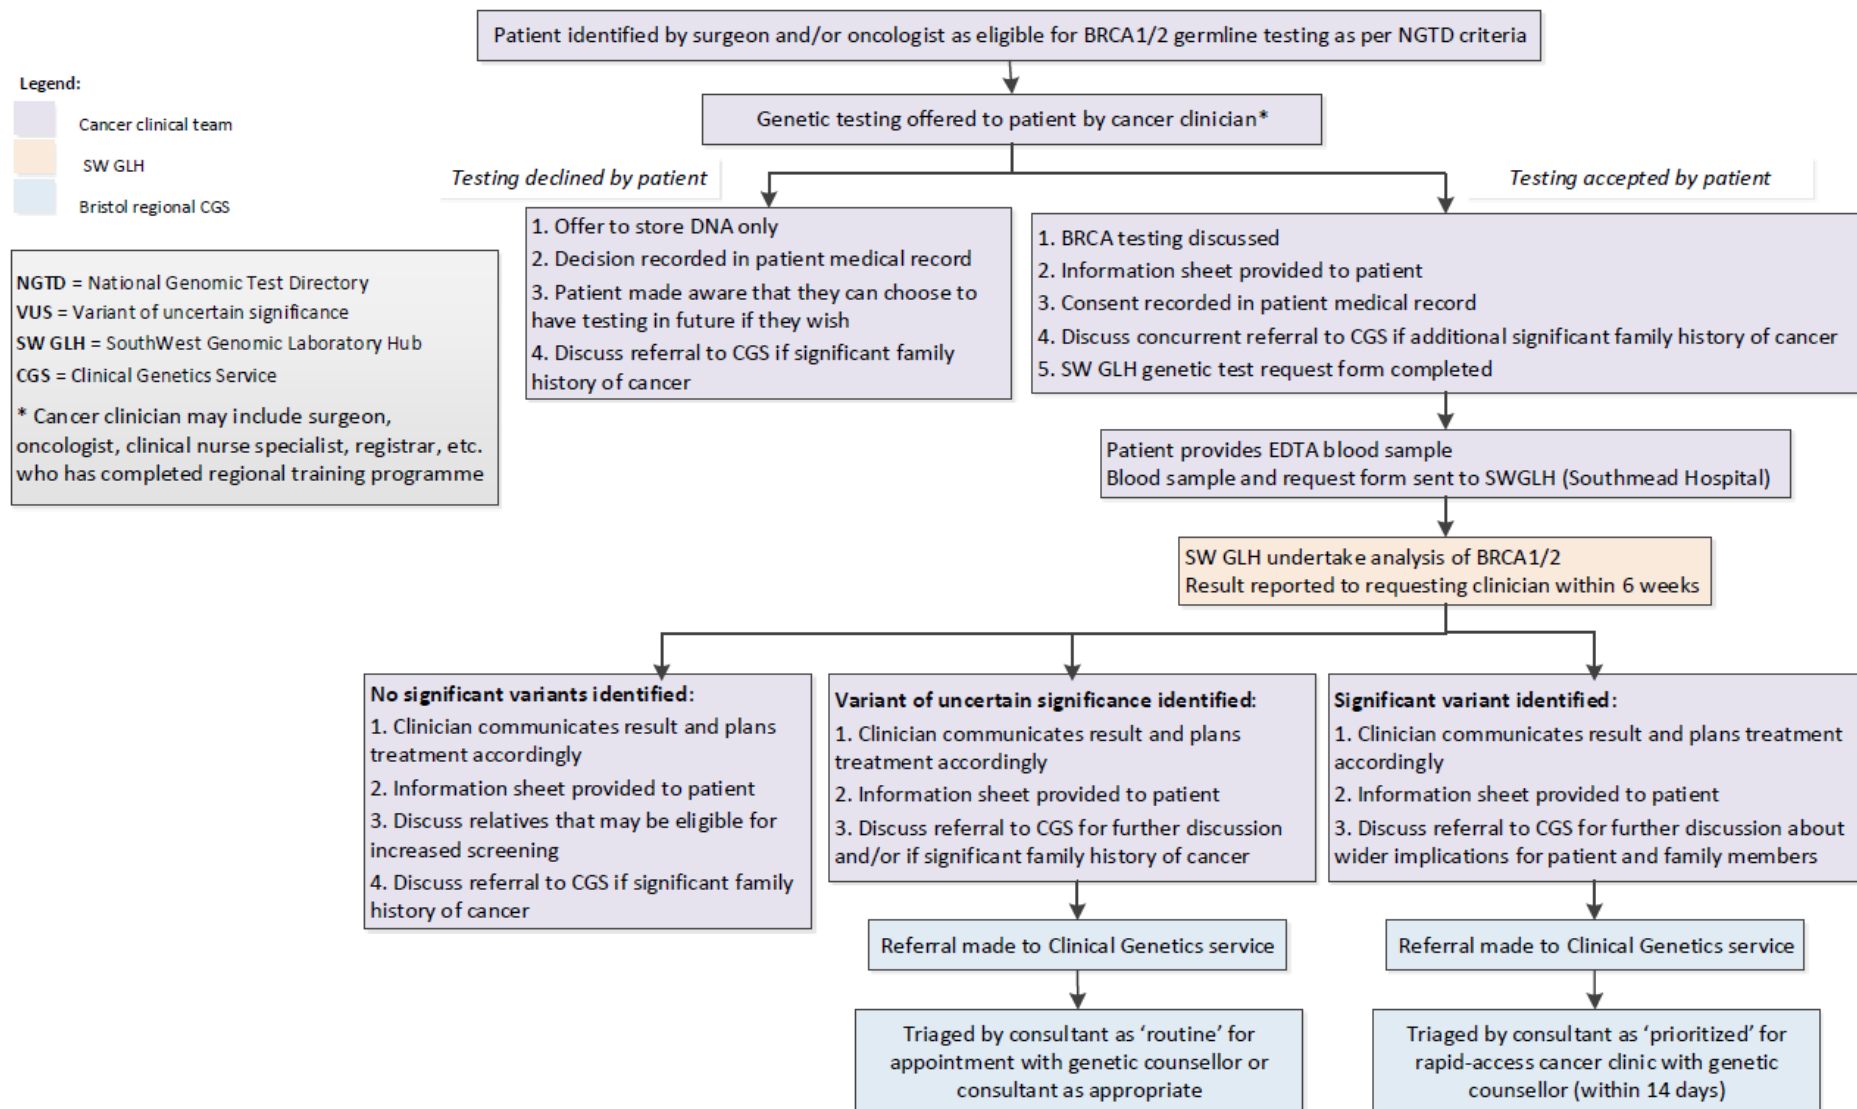 Patient identified by surgeon and/or oncologist as eligible for BRCA1/2 germline testing as per NGTD criteria
Legend:
Cancer clinical team
SW GLH
Bristol regional CGS
Genetic testing offered to patient by cancer clinician*
Testing declined by patient
Testing accepted by patient
1. Offer to store DNA only
2. Decision recorded in patient medical record
3. Patient made aware that they can choose to
have testing in future if they wish
4. Discuss referral to CGS if significant family
history of cancer
1. BRCA testing discussed
2. Information sheet provided to patient
3. Consent recorded in patient medical record
4. Discuss concurrent referral to CGS if additional significant family history of cancer
5. SW GLH genetic test request form completed
NGTD = National Genomic Test Directory
VUS = Variant of uncertain significance
SW GLH = SouthWest Genomic Laboratory Hub
CGS = Clinical Genetics Service
* Cancer clinician may include surgeon,
oncologist, clinical nurse specialist, registrar, etc.
who has completed regional training programme
Patient provides EDTA blood sample
Blood sample and request form sent to SWGLH (Southmead Hospital)
SW GLH undertake analysis of BRCA1/2
Result reported to requesting clinician within 6 weeks
No significant variants identified:
1. Clinician communicates result and plans
treatment accordingly
2. Information sheet provided to patient
3. Discuss relatives that may be eligible for
increased screening
4. Discuss referral to CGS if significant family
history of cancer
Variant of uncertain significance identified:
1. Clinician communicates result and plans
treatment accordingly
2. Information sheet provided to patient
3. Discuss referral to CGS for further discussion
and/or if significant family history of cancer
Significant variant identified:
1. Clinician communicates result and plans treatment
accordingly
2. Information sheet provided to patient
3. Discuss referral to CGS for further discussion about
wider implications for patient and family members
Referral made to Clinical Genetics service
Referral made to Clinical Genetics service
Triaged by consultant as ‘routine’ for
appointment with genetic counsellor or
consultant as appropriate
Triaged by consultant as ‘prioritized’ for
rapid-access cancer clinic with genetic
counsellor (within 14 days)